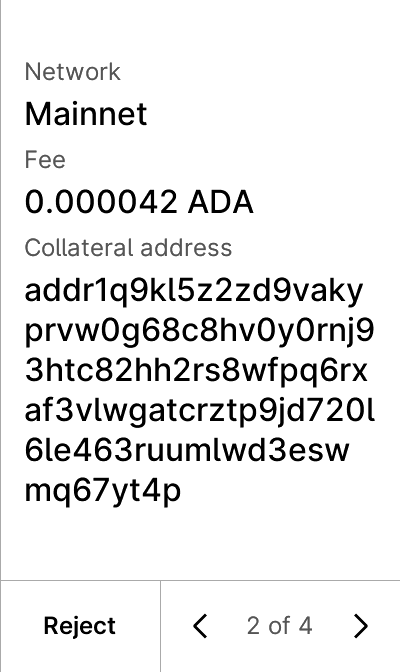 Network
Mainnet
Fee
0.000042 ADA
Collateral address
addr1q9kl5z2zd9vaky
prvw0g68c8hv0y0rnj9
3htc82hh2rs8wfpq6rx
af3vlwgatcrztp9jd720l
6le463ruumlwd3esw
mq67yt4p
Reject
2 of 4